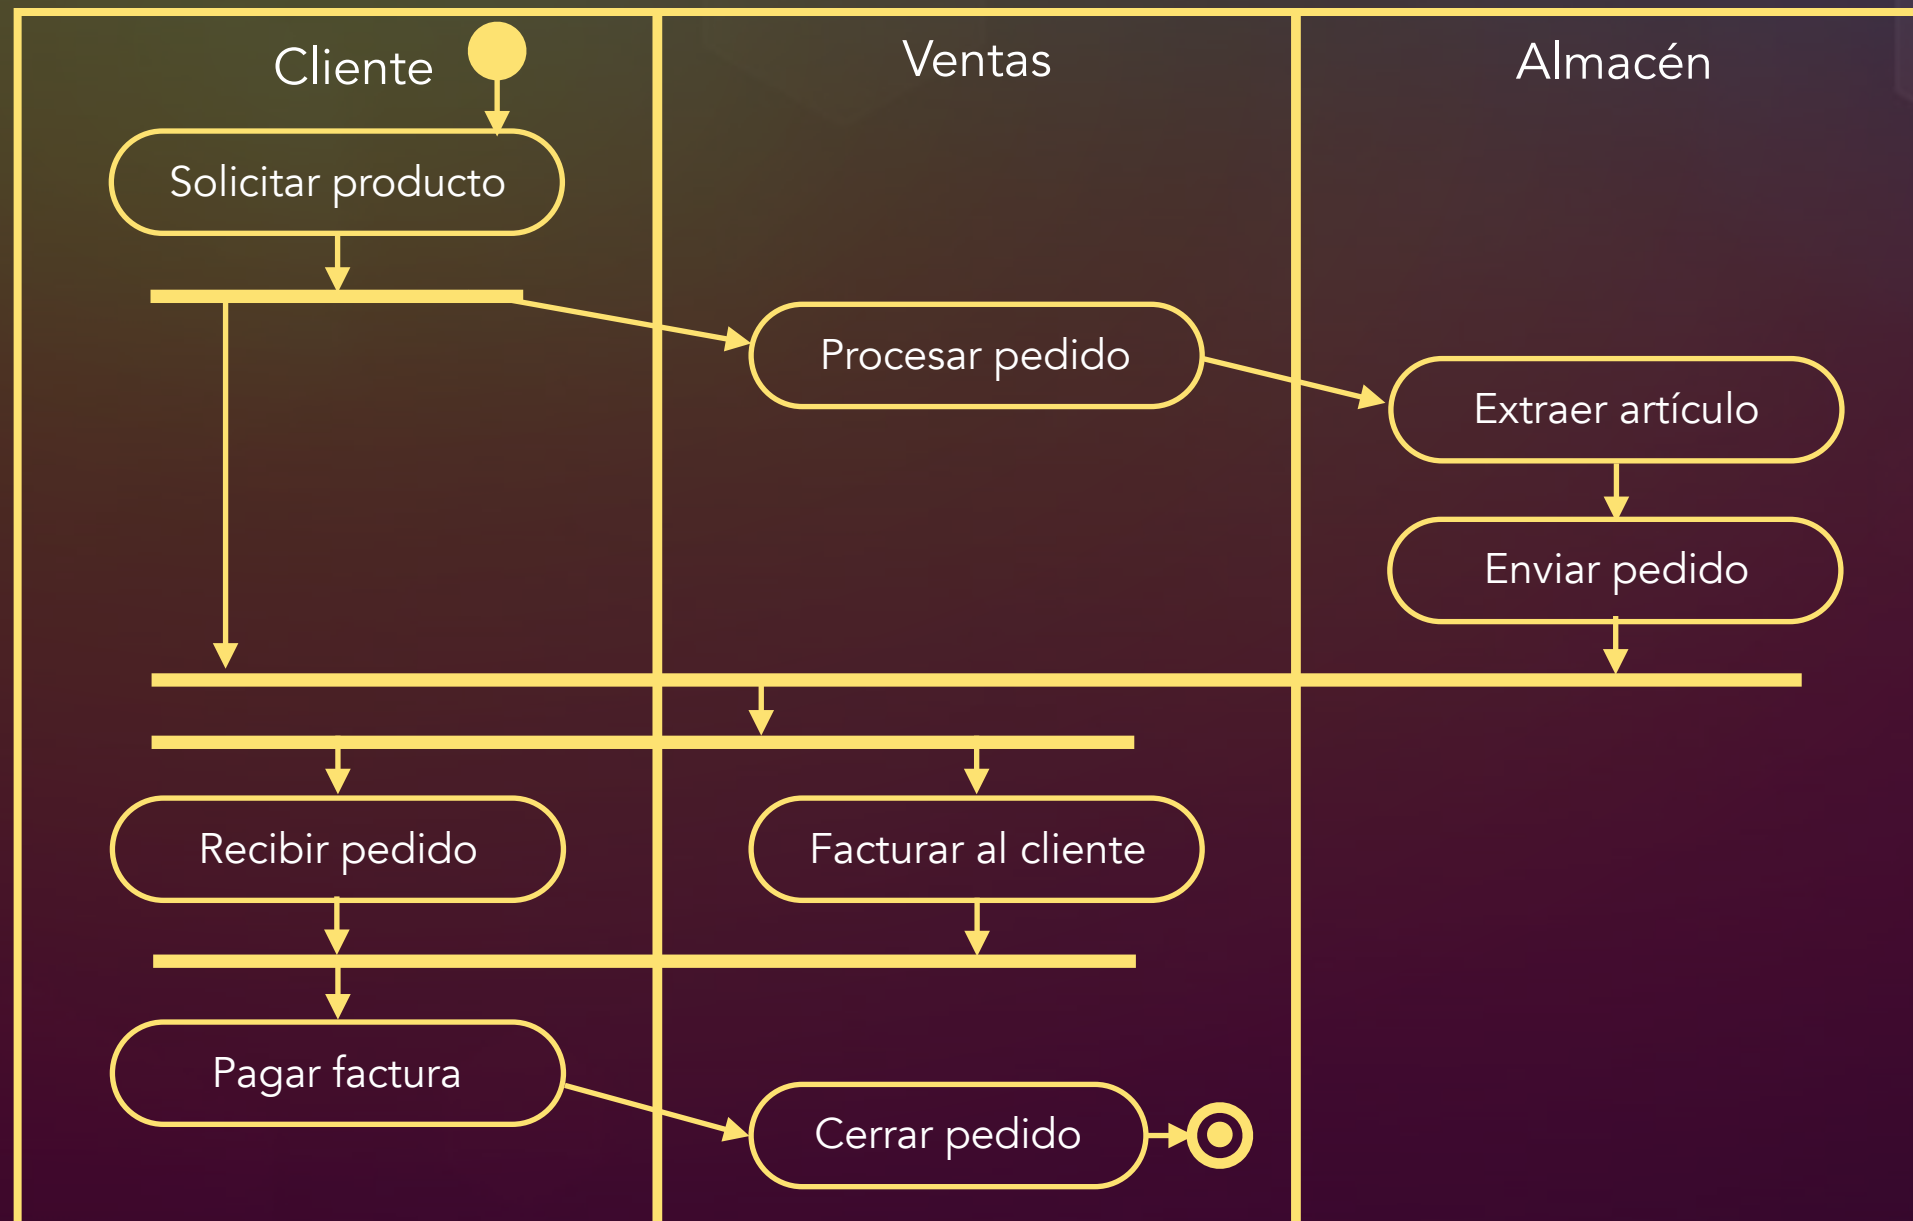 Cliente
Ventas
Almacén
Solicitar producto
Procesar pedido
Extraer artículo
Enviar pedido
Recibir pedido
Facturar al cliente
Pagar factura
Cerrar pedido